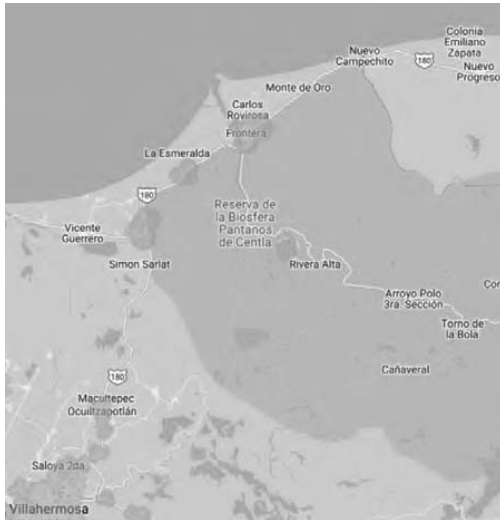 Colonia
Emiliano
Zapata
Nuevo
Campechito
180
Nuevo
Progreso
Monte de Oro
Carlos
Rovirosa
Frontera
La Esmeralda
180
Reserva de
la Biósfera
Pantanos
de Centla
Vicente
Guerrero
Simon Sarlat
Rivera Alta
Arroyo Polo
3ra. Sección
Cor
Torno de
la Bola
Cañaveral
180
Macultepec
Ocuiltzapotlán
Saloya 2da.
Villahermosa